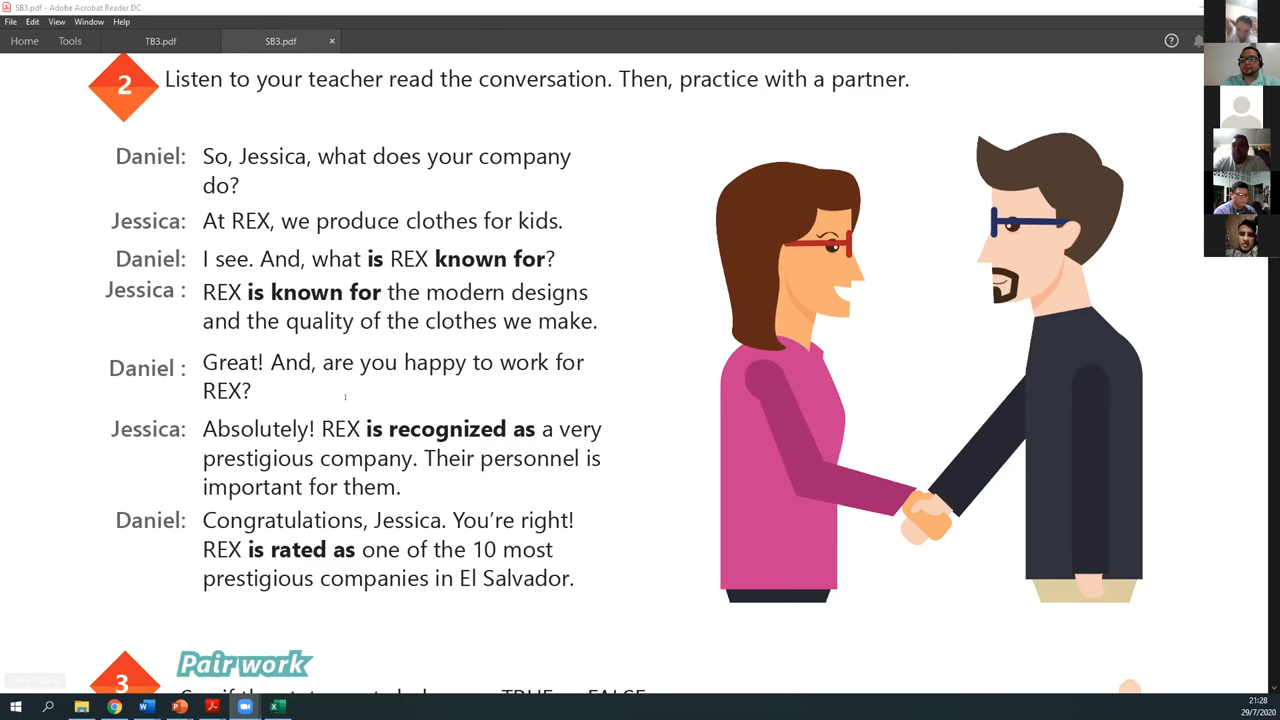 SB3.pdf - Adobe Acrobat Reader DC
File Edit View Window Help
Home Tools TB3.pdf SB3.pdf ×
2 Listen to your teacher read the conversation. Then, practice with a partner.
Daniel: So, Jessica, what does your company
do?
Jessica: At REX, we produce clothes for kids.
Daniel: I see. And, what is REX known for?
Jessica : REX is known for the modern designs
and the quality of the clothes we make.
Daniel : Great! And, are you happy to work for
REX?
Jessica: Absolutely! REX is recognized as a very
prestigious company. Their personnel is
important for them.
Daniel: Congratulations, Jessica. You're right!
REX is rated as one of the 10 most
prestigious companies in El Salvador.
3 Pair work
21:28
29/7/2020